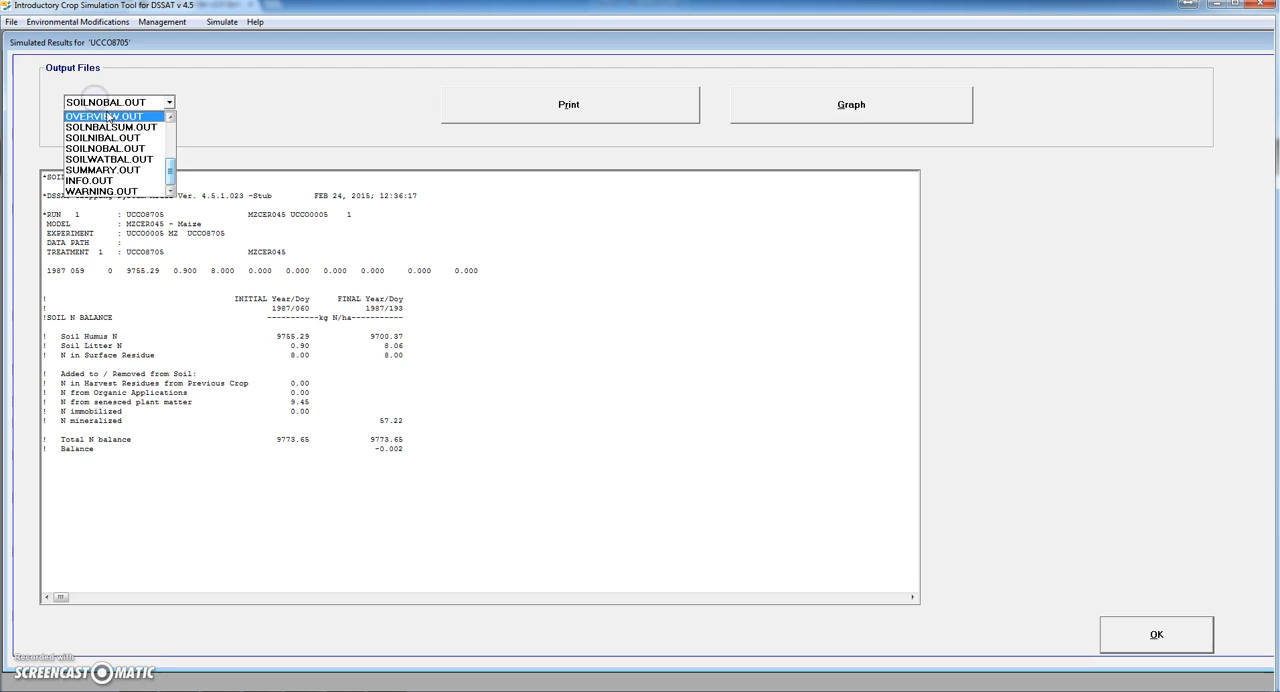 Introductory Crop Simulation Tool for DSSAT v 4.5
File Environmental Modifications Management Simulate Help
Simulated Results for 'UCCO8705'
Output Files
SOILNOBAL.OUT
Print
Graph
OVERVIEW.OUT
SOLNBALSUM.OUT
SOILNIBAL.OUT
SOILNOBAL.OUT
SOILWATBAL.OUT
SUMMARY.OUT
INFO.OUT
WARNING.OUT
*SOI
*DSSA Ver. 4.5.1.023 -Stub FEB 24, 2015; 12:36:17
*RUN 1 : UCCO8705 MZCER045 UCCO0005 1
MODEL : MZCER045 - Maize
EXPERIMENT : UCCO0005 MZ UCCO8705
DATA PATH :
TREATMENT 1 : UCCO8705 MZCER045
1987 059 0 9755.29 0.900 8.000 0.000 0.000 0.000 0.000 0.000 0.000
! INITIAL Year/Doy FINAL Year/Doy
! 1987/060 1987/193
!SOIL N BALANCE -----------kg N/ha-----------
! Soil Humus N 9755.29 9700.37
! Soil Litter N 0.90 8.06
! N in Surface Residue 8.00 8.00
! Added to / Removed from Soil:
! N in Harvest Residues from Previous Crop 0.00
! N from Organic Applications 0.00
! N from senesced plant matter 9.45
! N immobilized 0.00
! N mineralized 57.22
! Total N balance 9773.65 9773.65
! Balance -0.002
OK
Recorded with
SCREENCAST MATIC